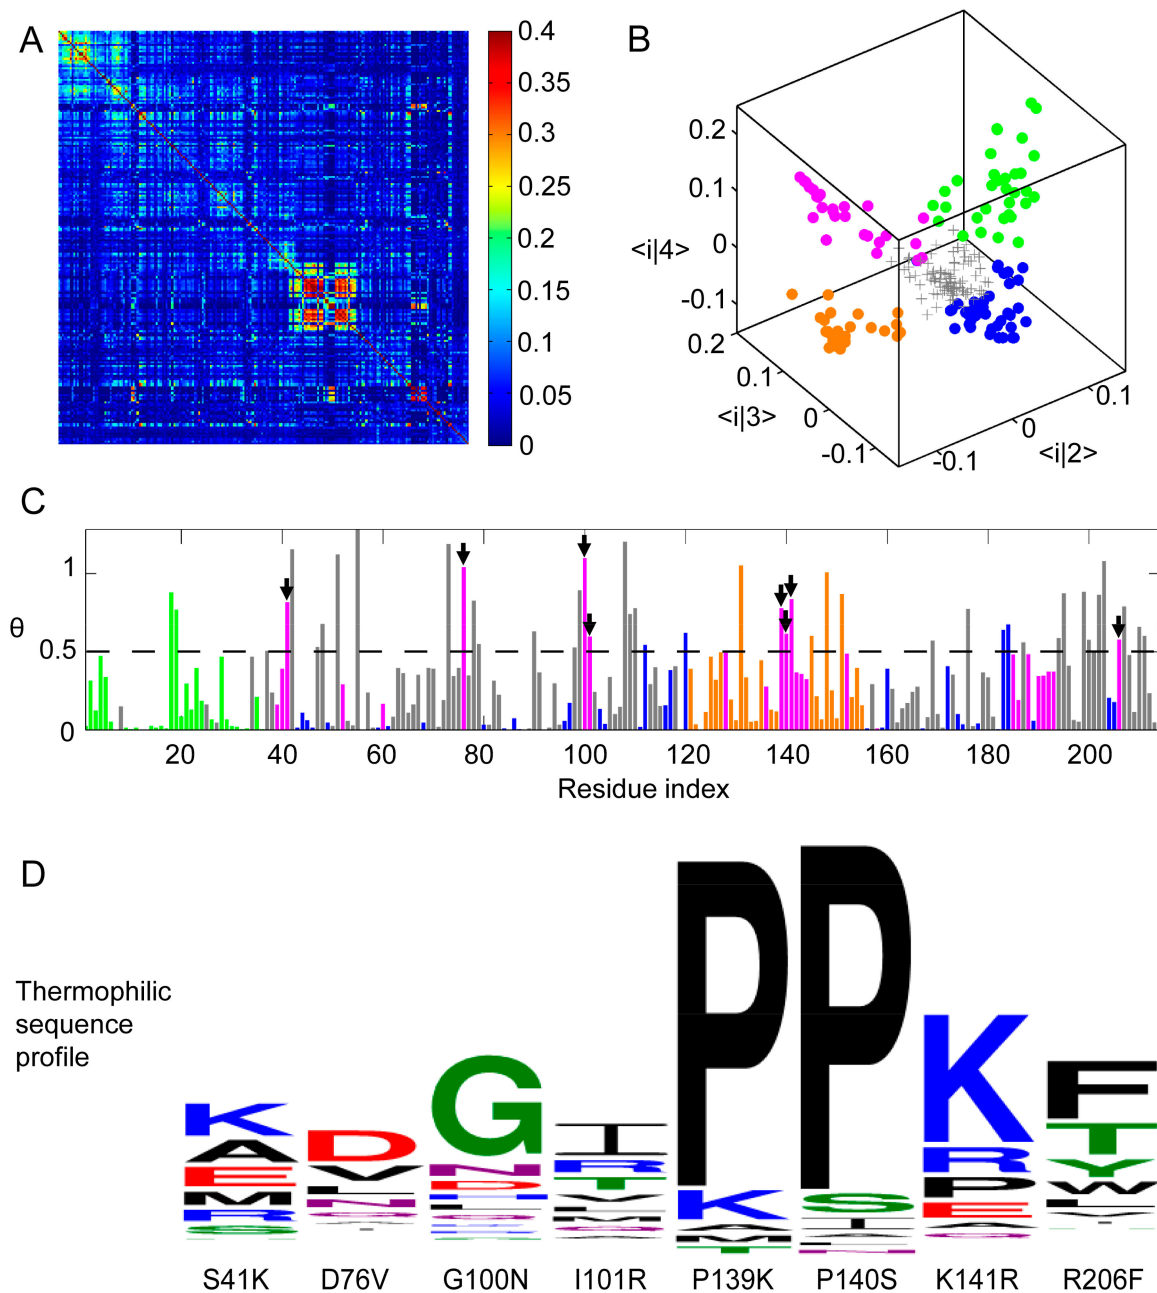 A
0.4
0.35
0.3
0.25
0.2
0.15
0.1
0.05
0
B
0.2
0.1
0
-0.1
<i|4>
0.2
0.1
0
-0.1
<i|3>
-0.1
0
0.1
<i|2>
C
1
0.5
0
θ
20 40 60 80 100 120 140 160 180 200
Residue index
D
Thermophilic
sequence
profile
K D G I P P K F
A V N R K S R T
E
M
R
S41K D76V G100N I101R P139K P140S K141R R206F